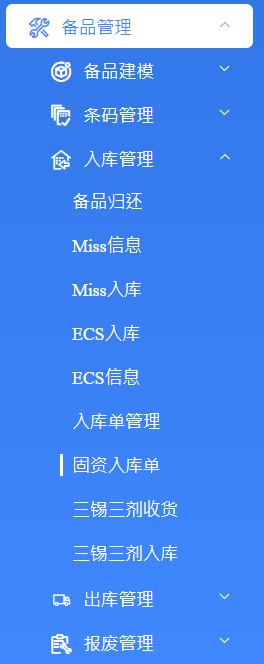 备品管理
备品建模
条码管理
入库管理
备品归还
Miss信息
Miss入库
ECS入库
ECS信息
入库单管理
固资入库单
三锡三剂收货
三锡三剂入库
出库管理
报废管理